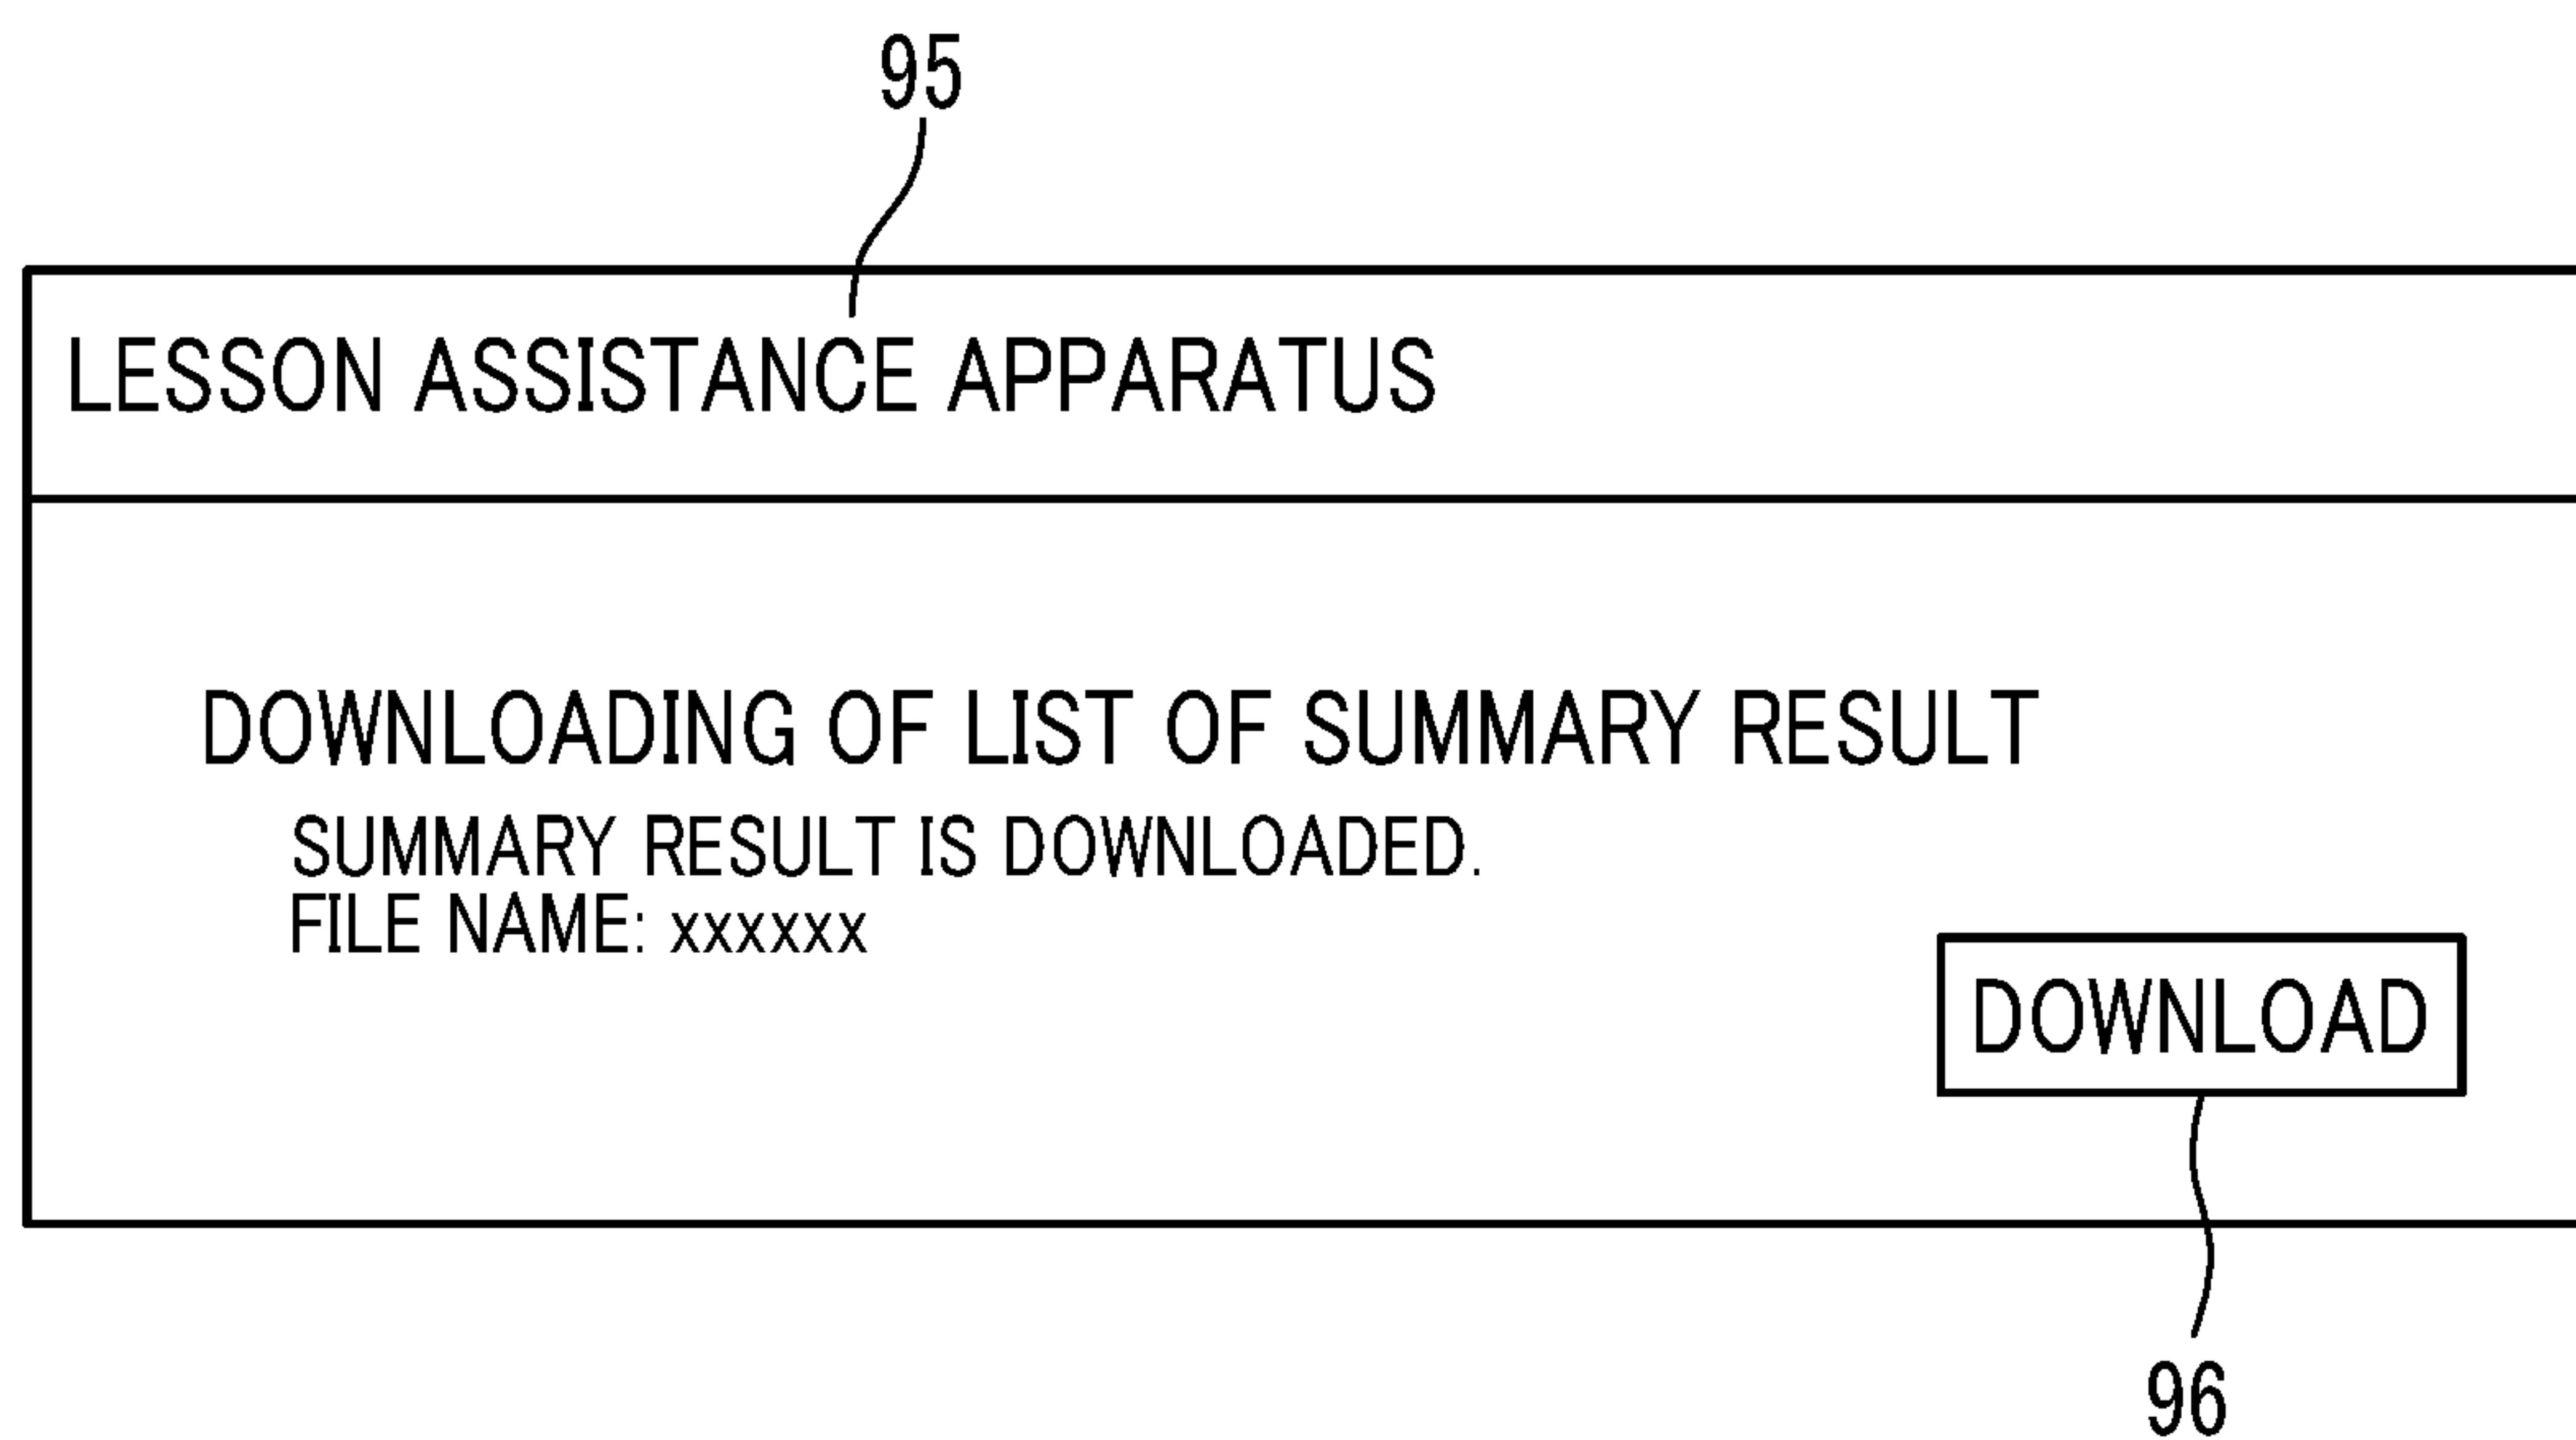 95
LESSON ASSISTANCE APPARATUS
DOWNLOADING OF LIST OF SUMMARY RESULT
SUMMARY RESULT IS DOWNLOADED.
FILE NAME: xxxxxx
DOWNLOAD
96